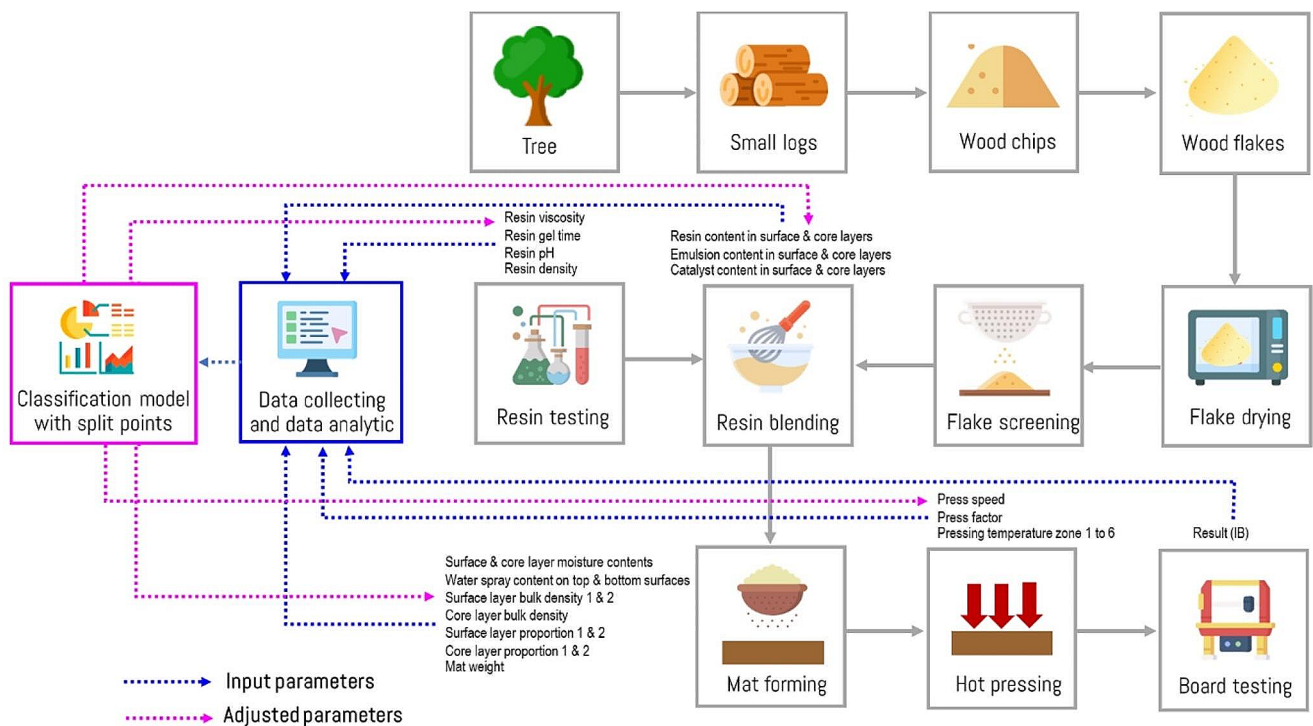 Tree
Small logs
Wood chips
Wood flakes
Resin viscosity
Resin gel time
Resin pH
Resin density
Resin content in surface & core layers
Emulsion content in surface & core layers
Catalyst content in surface & core layers
Classification model
with split points
Data collecting
and data analytic
Resin testing
Resin blending
Flake screening
Flake drying
Press speed
Press factor
Pressing temperature zone 1 to 6
Result (IB)
Surface & core layer moisture contents
Water spray content on top & bottom surfaces
Surface layer bulk density 1 & 2
Core layer bulk density
Surface layer proportion 1 & 2
Core layer proportion 1 & 2
Mat weight
Mat forming
Hot pressing
Board testing
Input parameters
Adjusted parameters